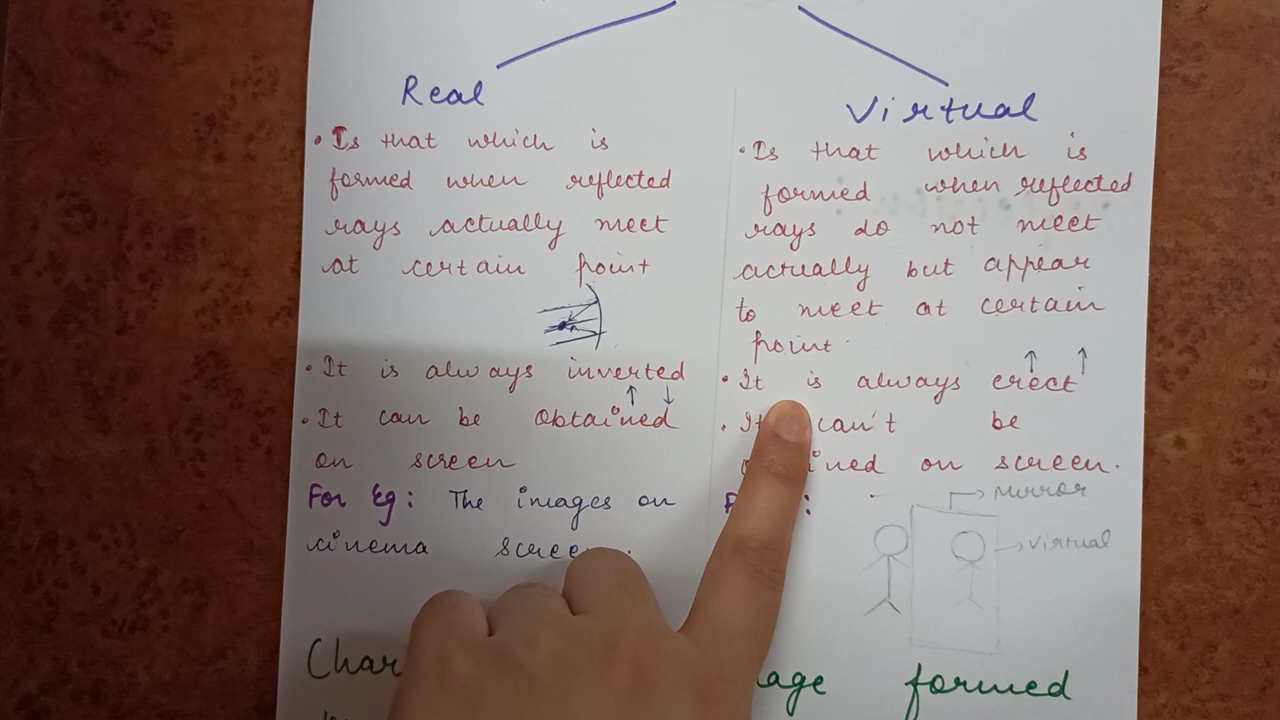 Real
• Is that which is
formed when reflected
rays actually meet
at certain point
• It is always inverted
• It can be obtained
on screen
For Eg: The images on
cinema
Virtual
• Is that which is
formed when reflected
rays do not meet
actually but appear
to meet at certain
point.
• It is always erect
• It can't be
on screen.
Mirror
virtual
formed